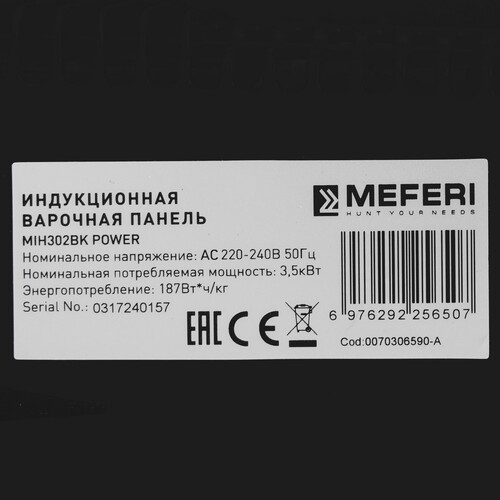 ИНДУКЦИОННАЯ
ВАРОЧНАЯ ПАНЕЛЬ
MIH302BK POWER
Номинальное напряжение: AC 220-240В 50Гц
Номинальная потребляемая мощность: 3,5кВт
Энергопотребление: 187Вт*ч/кг
Serial No.: 0317240157
EAC CE
MEFERI
HUNT YOUR NEEDS
6 976292 256507
Cod:0070306590-A